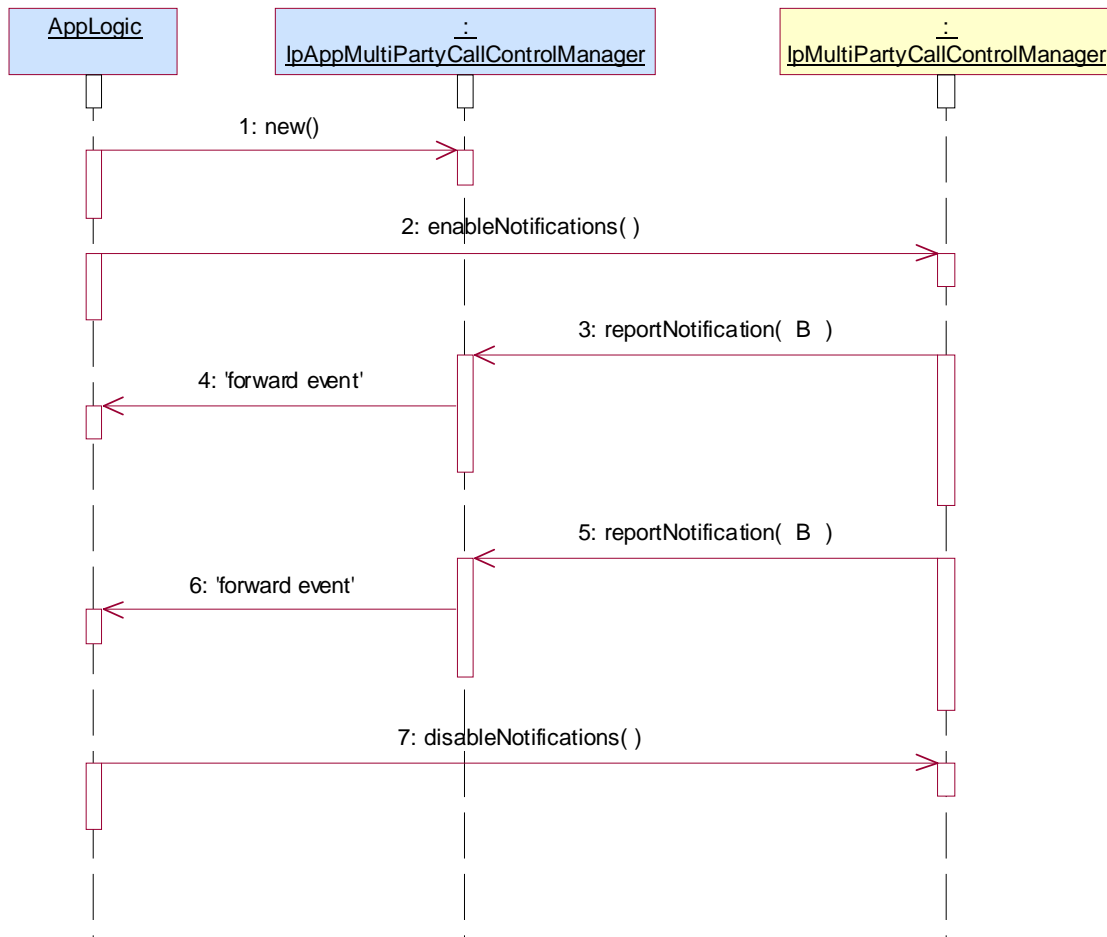 AppLogic
:
IpAppMultiPartyCallControlManager
:
IpMultiPartyCallControlManager
1: new()
2: enableNotifications( )
3: reportNotification( B )
4: 'forward event'
5: reportNotification( B )
6: 'forward event'
7: disableNotifications( )